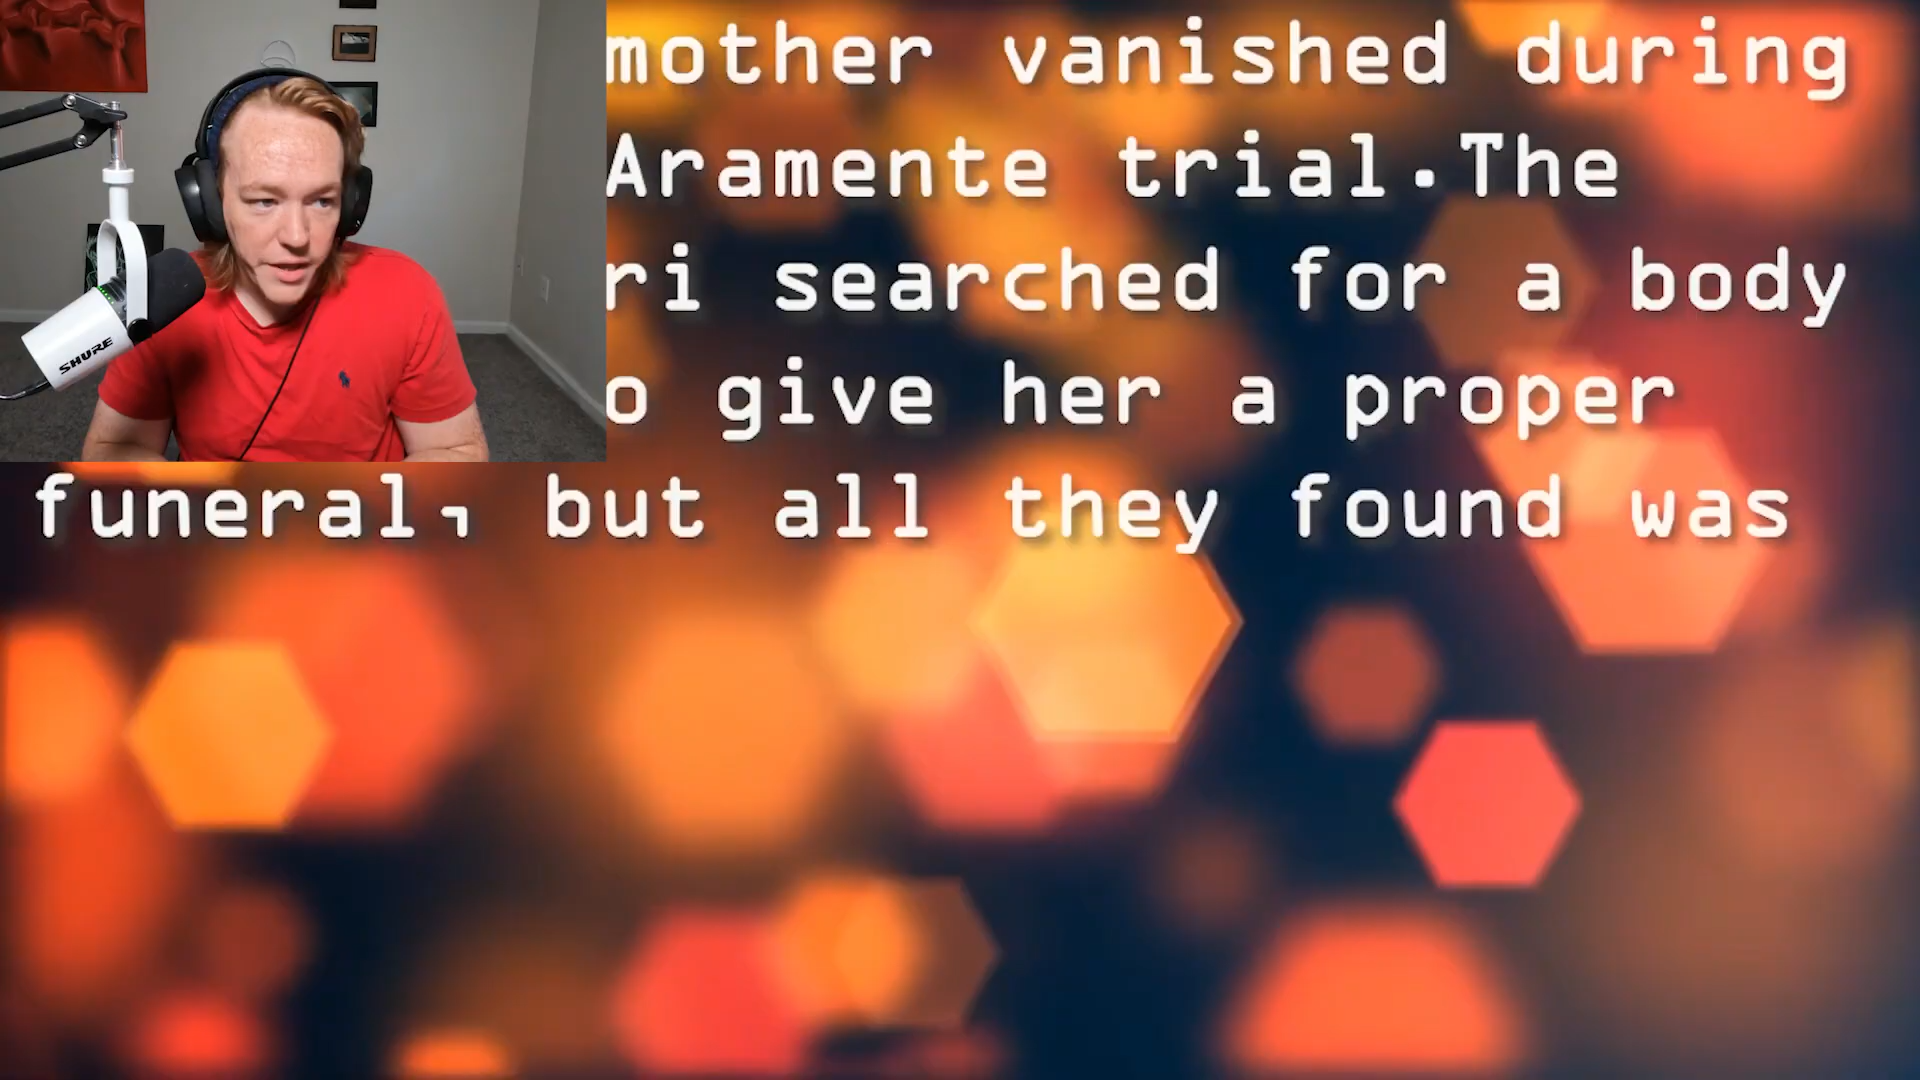 mother vanished during
Aramente trial.The
ri searched for a body
o give her a proper
funeral, but all they found was
SHURE